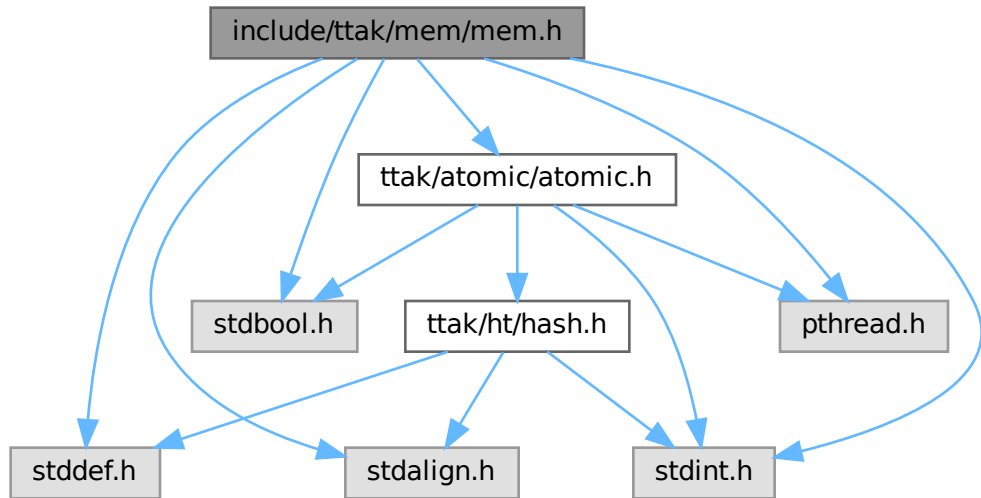 include/ttak/mem/mem.h
ttak/atomic/atomic.h
stdbool.h
ttak/ht/hash.h
pthread.h
stddef.h
stdalign.h
stdint.h